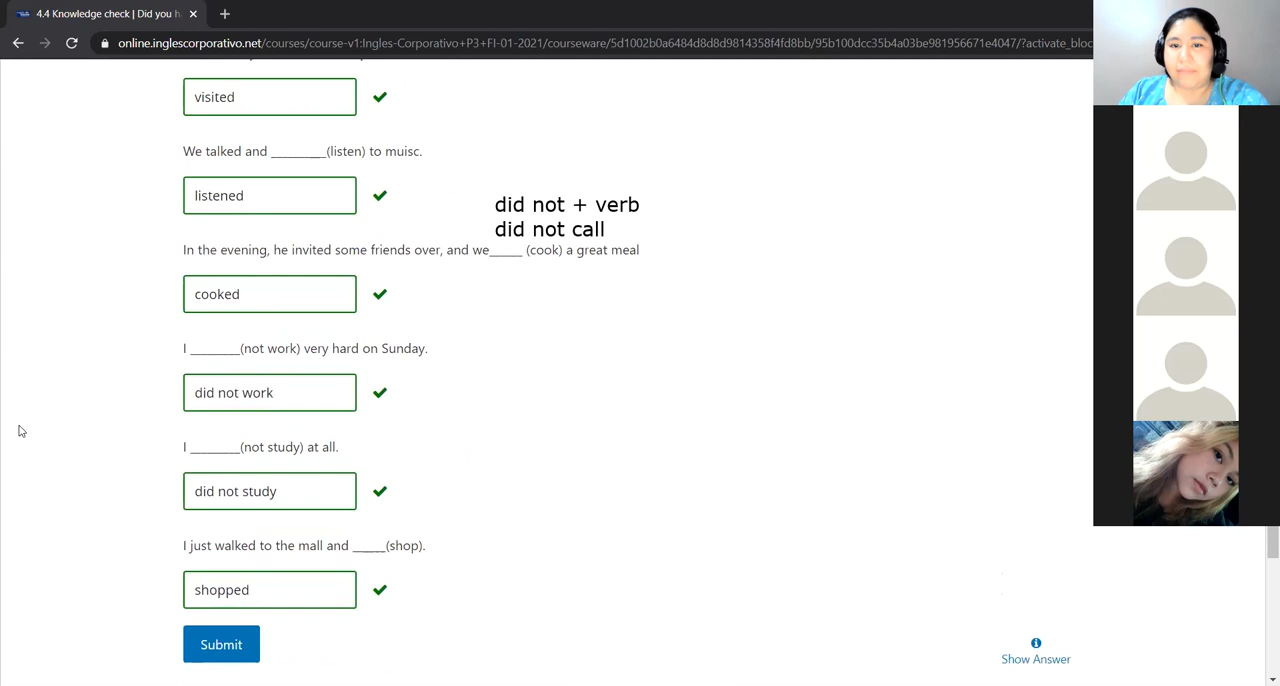 4.4 Knowledge check | Did you h
online.inglescorporativo.net/courses/course-v1:Ingles-Corporativo+P3+FI-01-2021/courseware/5d1002b0a6484d8d8d9814358f4fd8bb/95b100dcc35b4a03be981956671e4047/?activate_bloc
visited
We talked and _________(listen) to muisc.
listened
did not + verb
did not call
In the evening, he invited some friends over, and we_____ (cook) a great meal
cooked
I ________(not work) very hard on Sunday.
did not work
I ________(not study) at all.
did not study
I just walked to the mall and _____(shop).
shopped
Submit
Show Answer